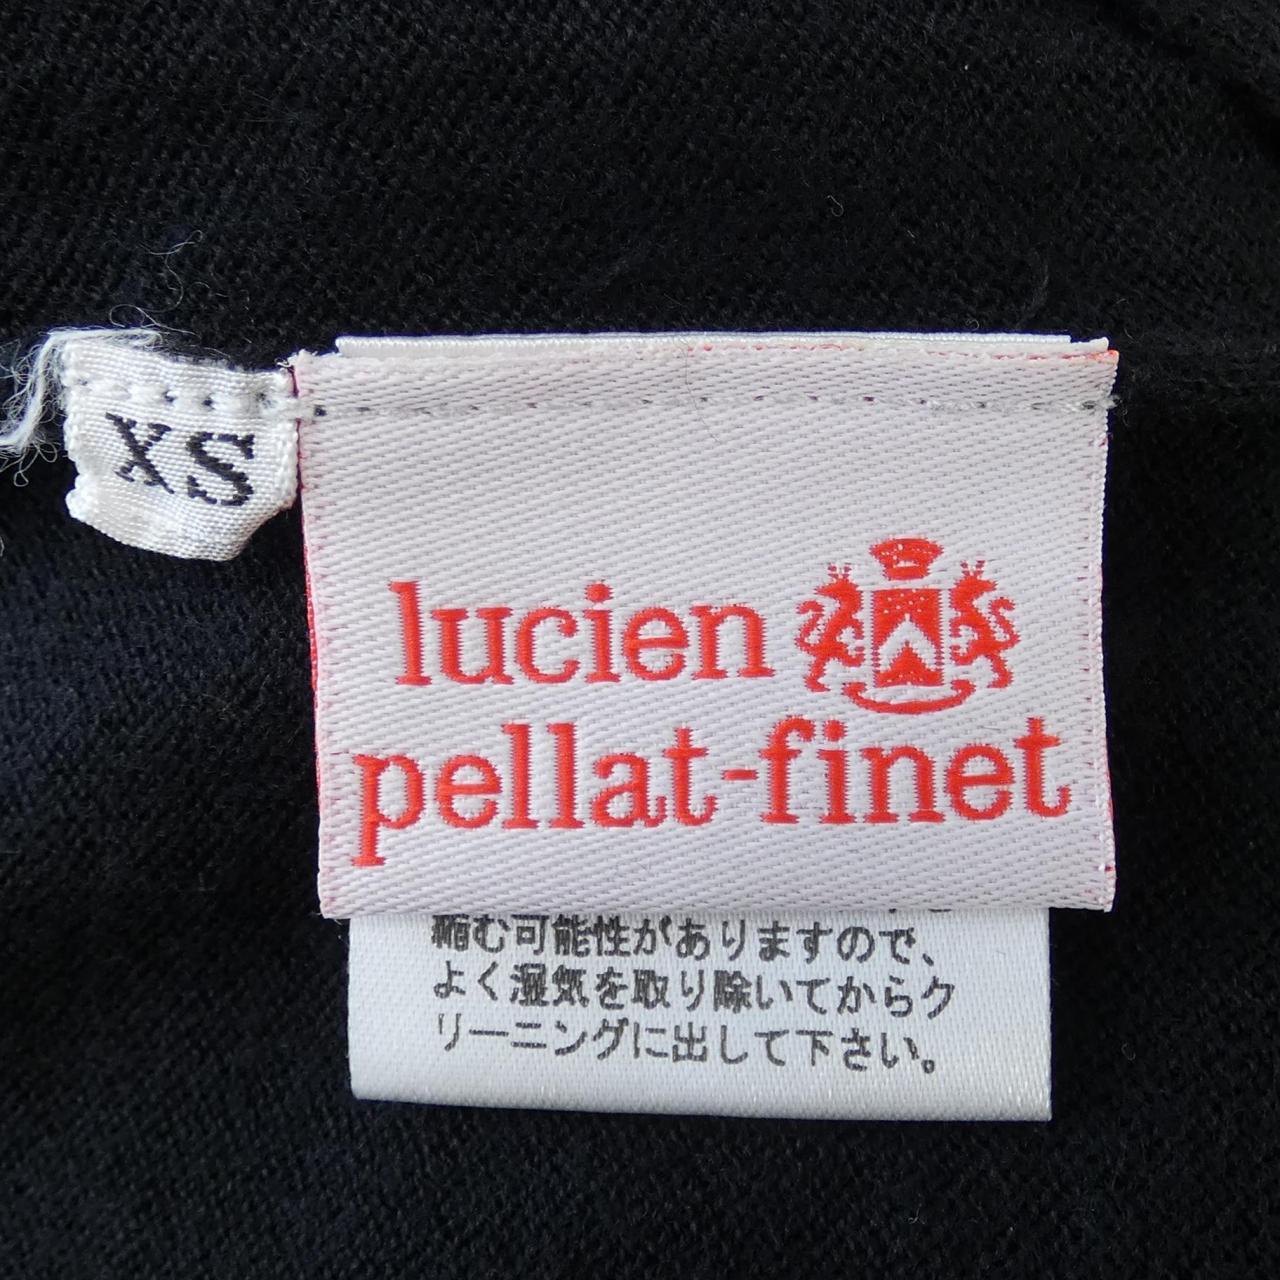 XS
lucien
pellat-finet
縮む可能性がありますので、
よく湿気を取り除いてからク
リーニングに出して下さい。